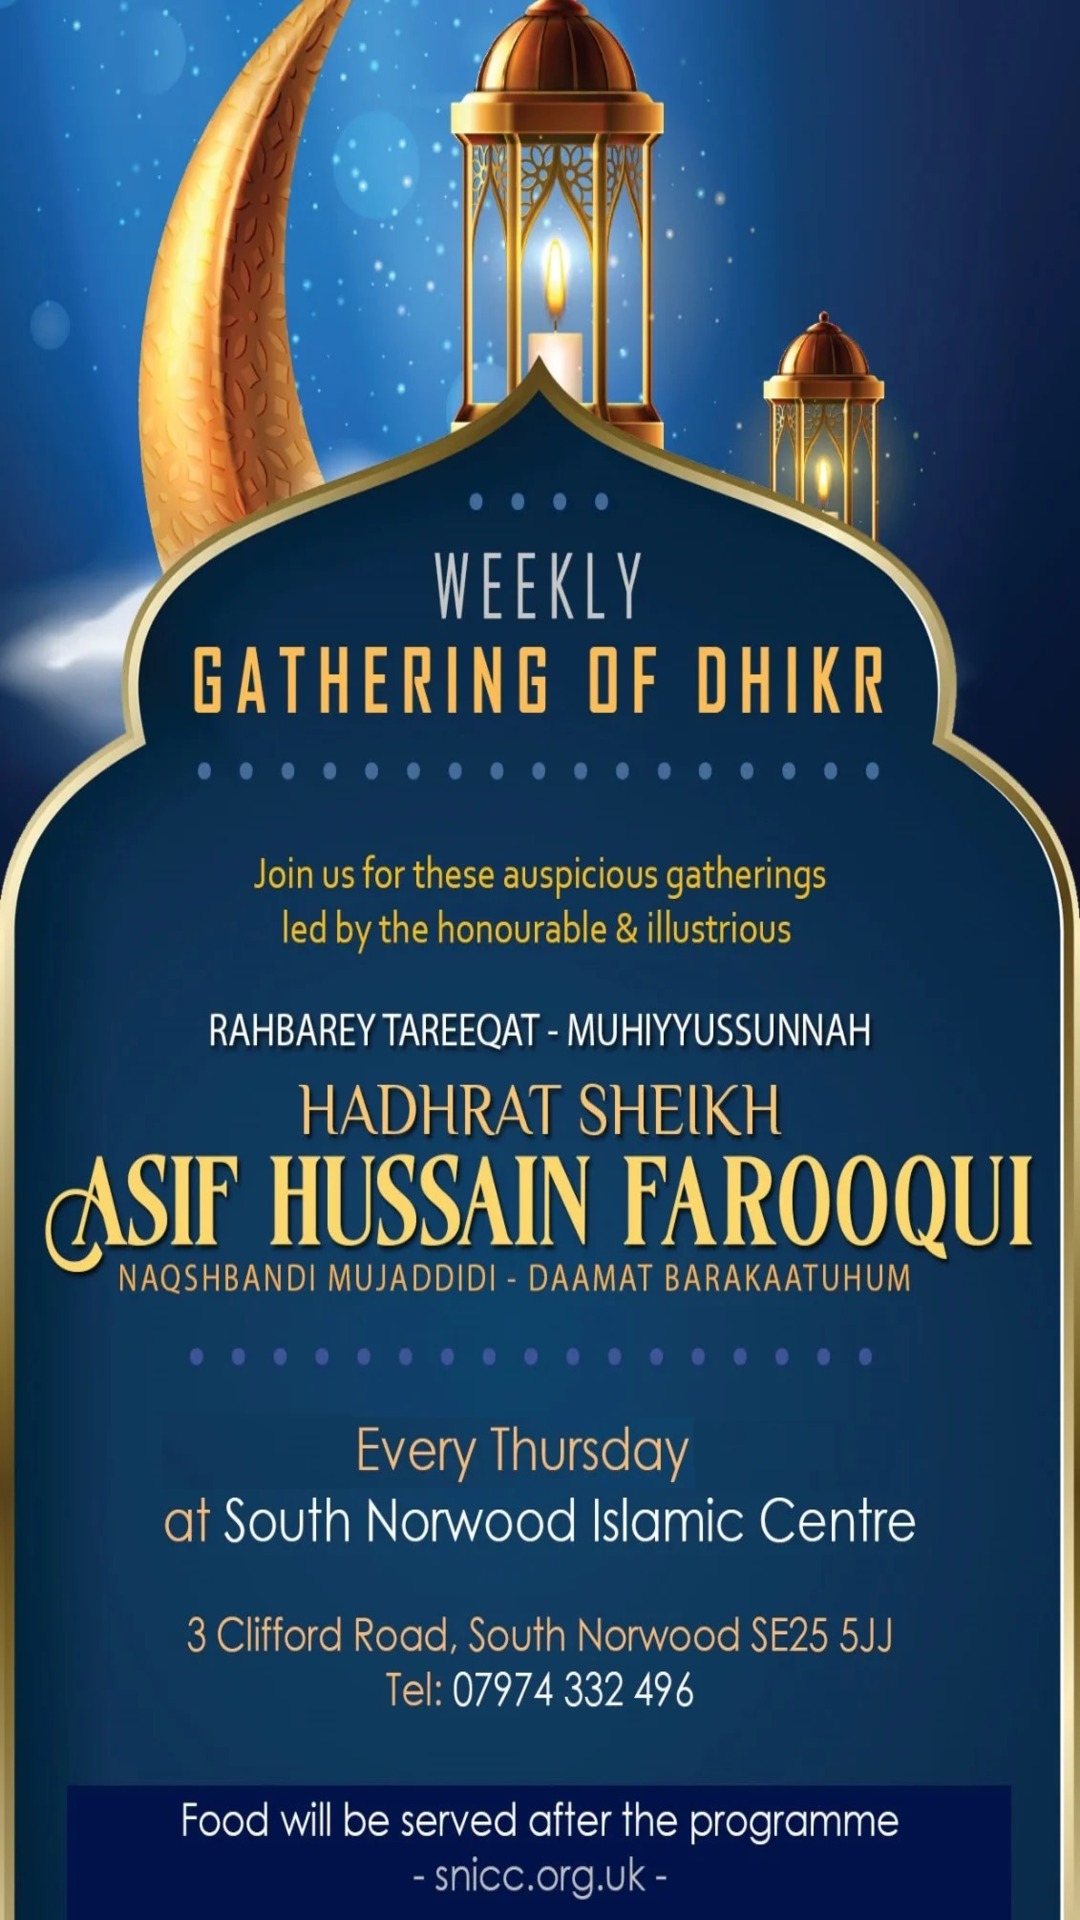 WEEKLY
GATHERING OF DHIKR
Join us for these auspicious gatherings
led by the honourable & illustrious
RAHBAREY TAREEQAT - MUHIYYUSSUNNAH
HADHRAT SHEIKH
ASIF HUSSAIN FAROOQUI
NAQSHBANDI MUJADDIDI - DAAMAT BARAKAATUHUM
Every Thursday
at South Norwood Islamic Centre
3 Clifford Road, South Norwood SE25 5JJ
Tel: 07974 332 496
Food will be served after the programme
- snicc.org.uk -